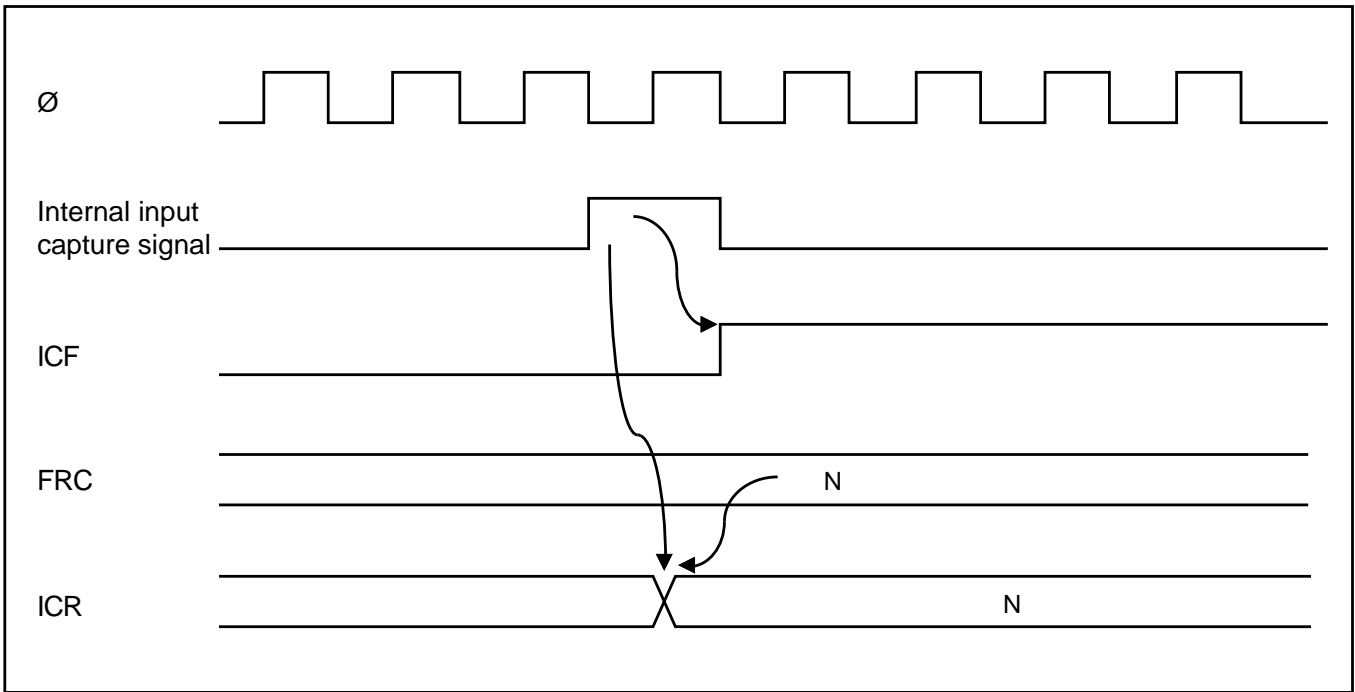 Ø
Internal input
capture signal
ICF
FRC
N
ICR
N